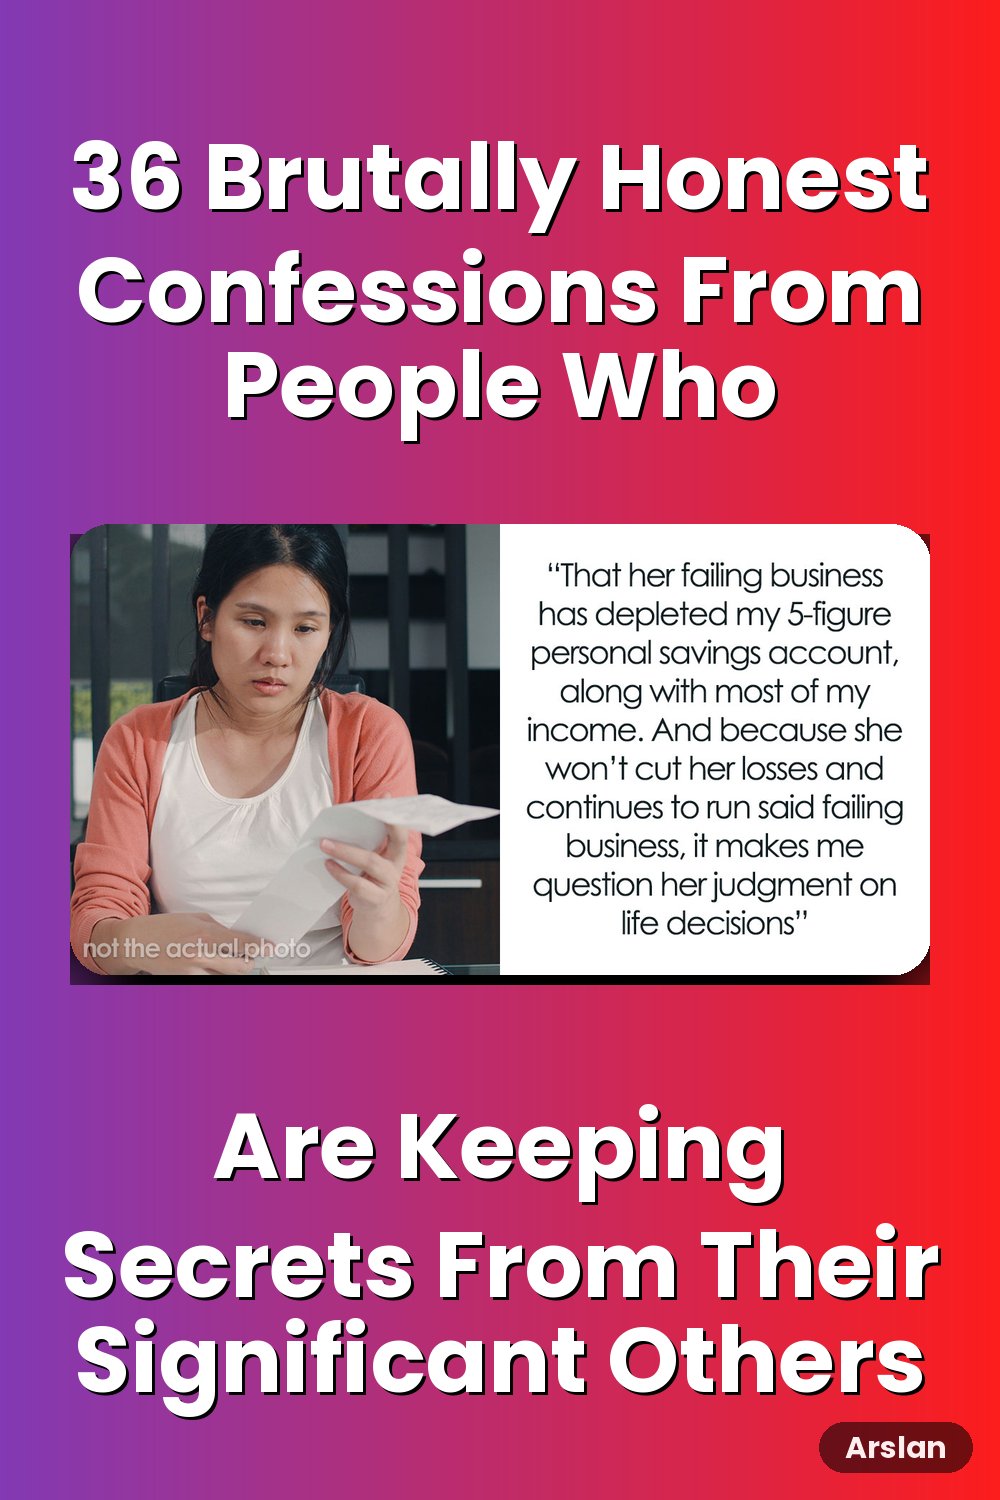 36 Brutally Honest
Confessions From
People Who
“That her failing business
has depleted my 5-figure
personal savings account,
along with most of my
income. And because she
won’t cut her losses and
continues to run said failing
business, it makes me
question her judgment on
life decisions”
not the actual photo
Are Keeping
Secrets From Their
Significant Others
Arslan